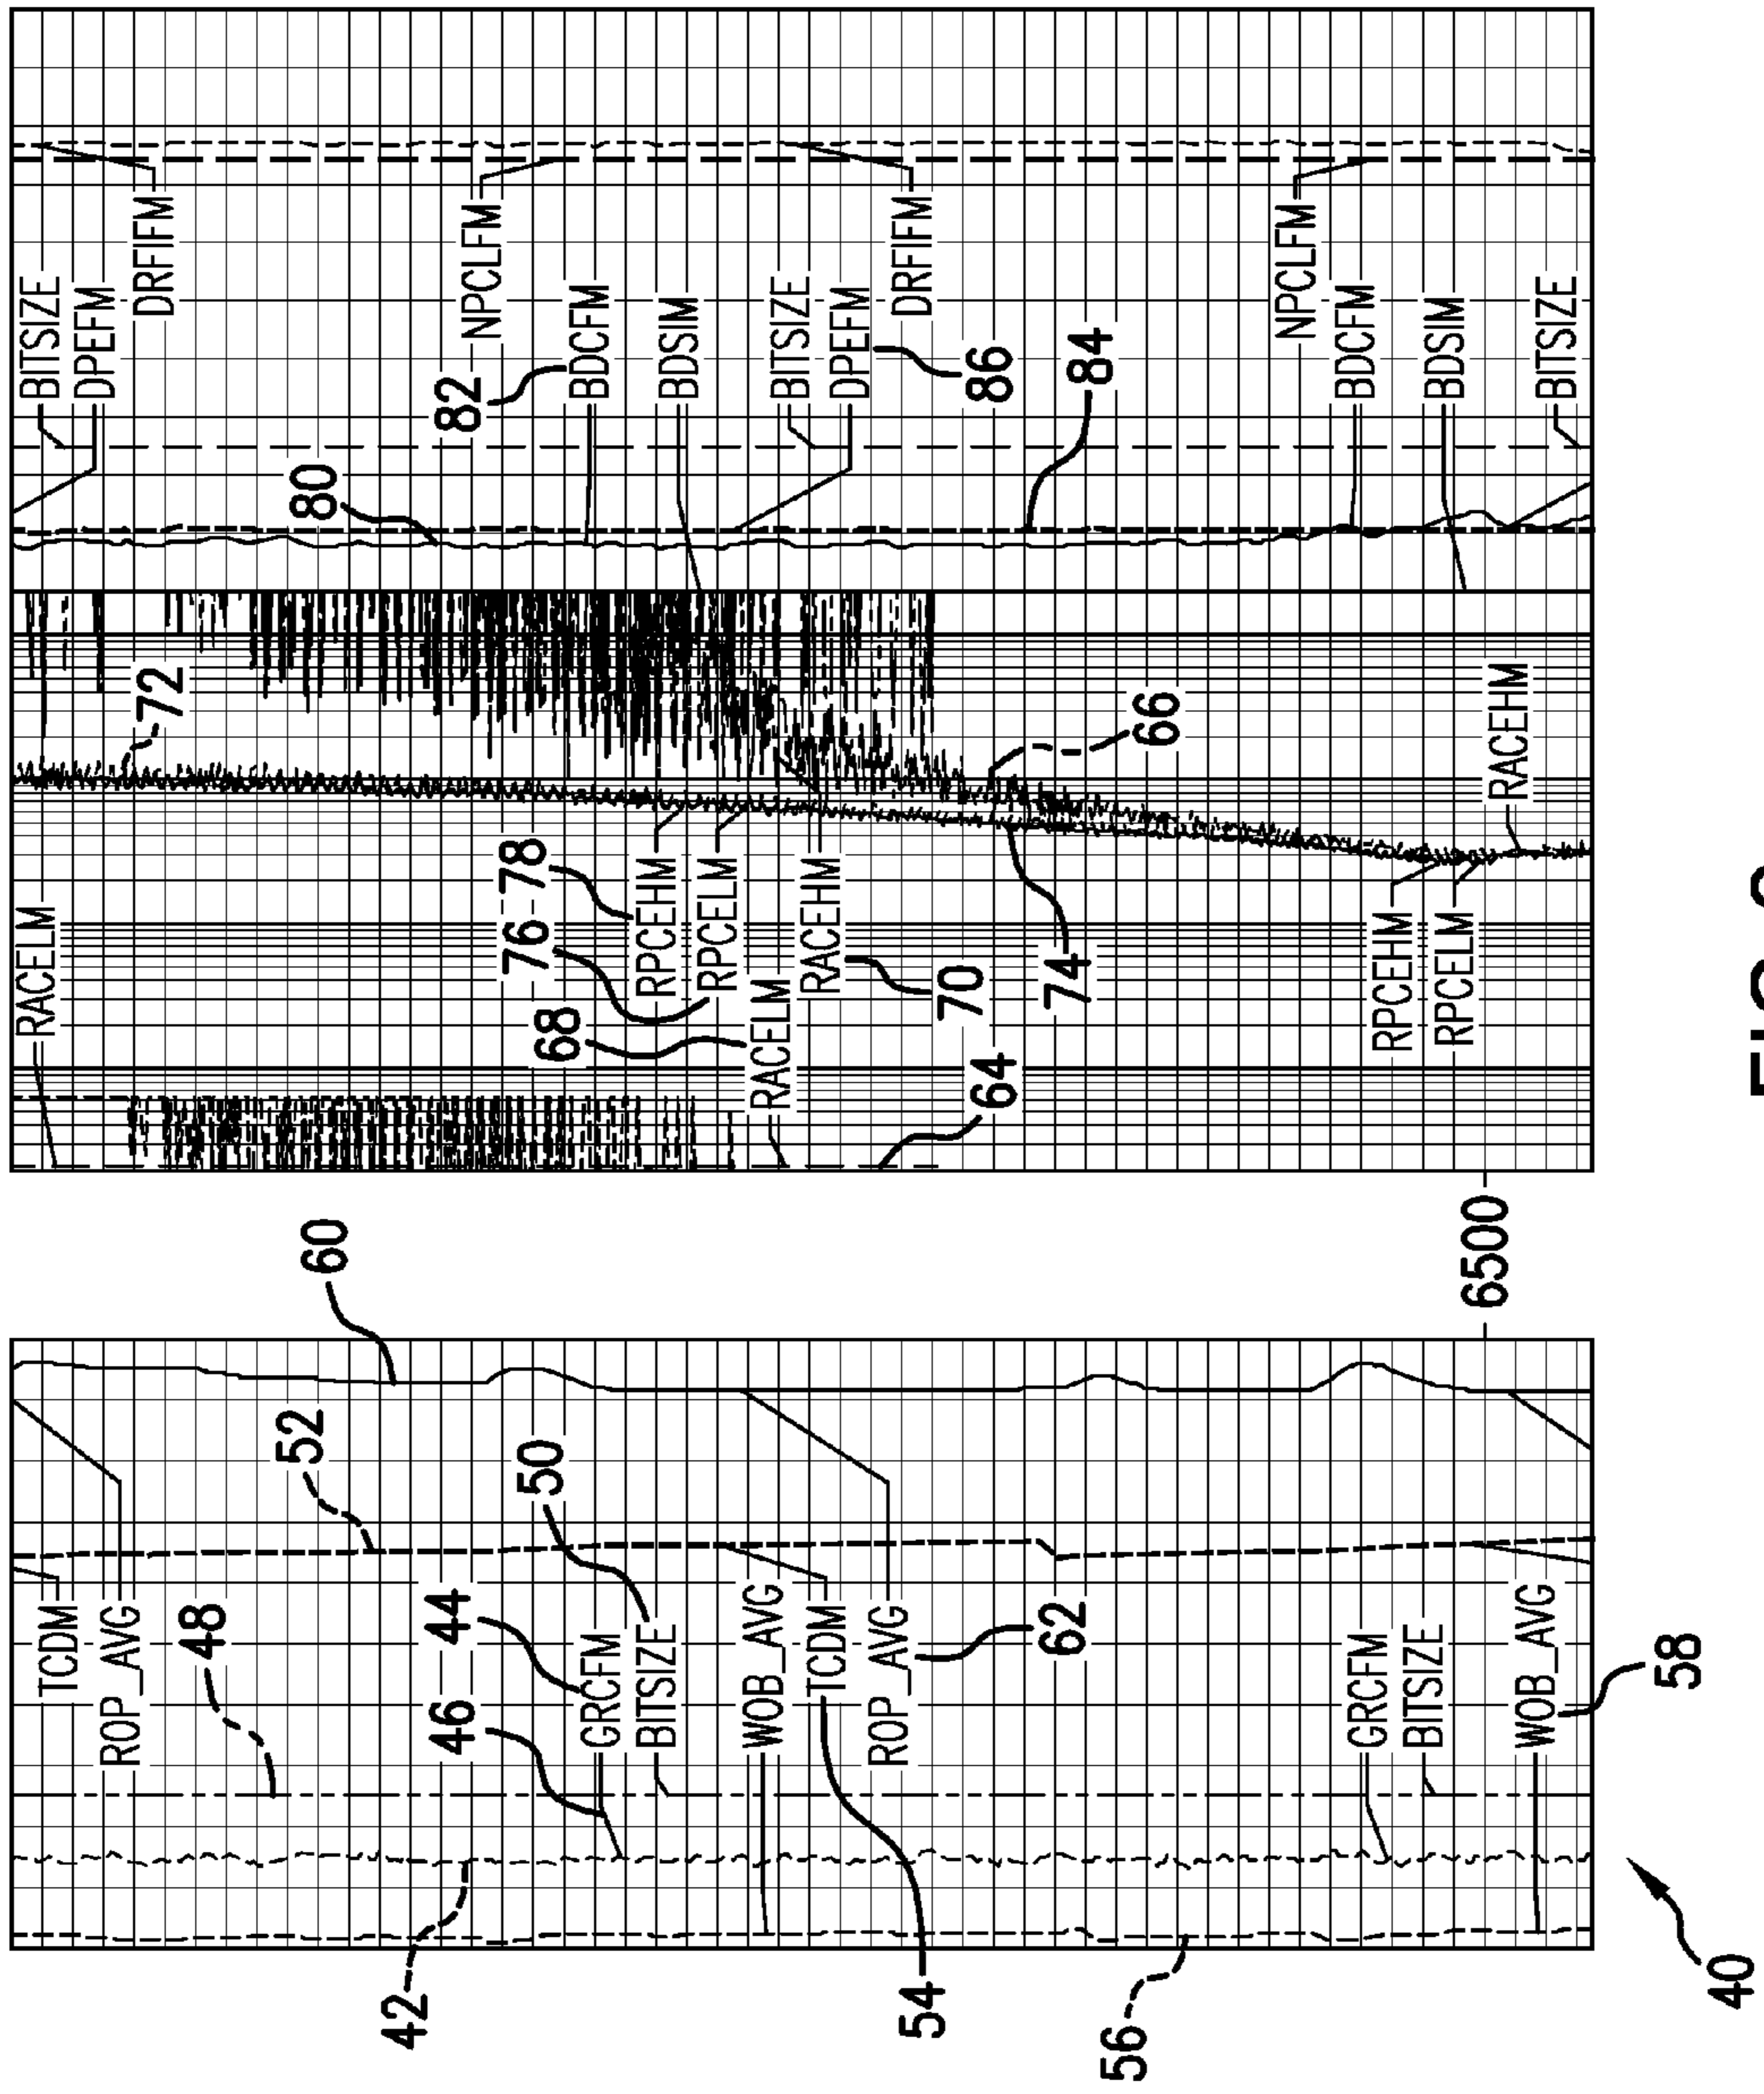 RACELM
BITSIZE
TCDM
DPEFM
ROP_AVG
DRFIFM
72
48
52
80
60
42
44
46
82
NPCLFM
76
78
50
68
GRCFM
BDCFM
BITSIZE
RPCEHM
BDSIM
RPCELM
WOB_AVG
RACELM
BITSIZE
TCDM
RACEHM
DPEFM
ROP_AVG
DRFIFM
54
70
64
86
62
74
84
56
66
NPCLFM
GRCFM
BDCFM
RPCEHM
BITSIZE
RPCELM
BDSIM
6500
RACEHM
WOB_AVG
BITSIZE
58
40